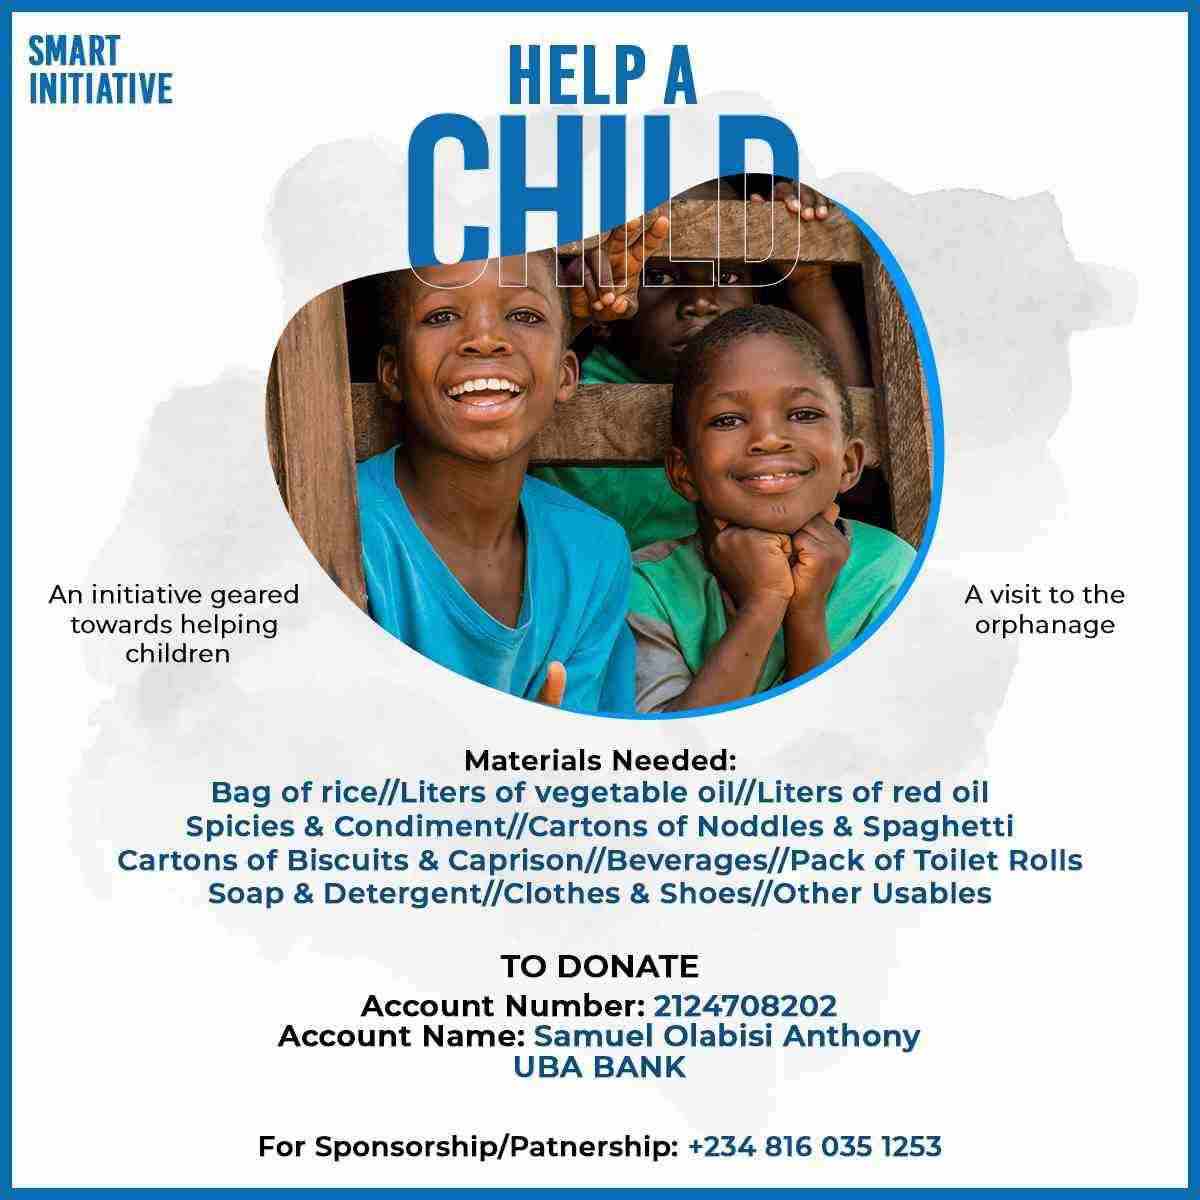 SMART
INITIATIVE
HELP A
CHILD
An initiative geared
towards helping
children
A visit to the
orphanage
Materials Needed:
Bag of rice//Liters of vegetable oil//Liters of red oil
Spicies & Condiment//Cartons of Noddles & Spaghetti
Cartons of Biscuits & Caprison//Beverages//Pack of Toilet Rolls
Soap & Detergent//Clothes & Shoes//Other Usables
TO DONATE
Account Number: 2124708202
Account Name: Samuel Olabisi Anthony
UBA BANK
For Sponsorship/Patnership: +234 816 035 1253